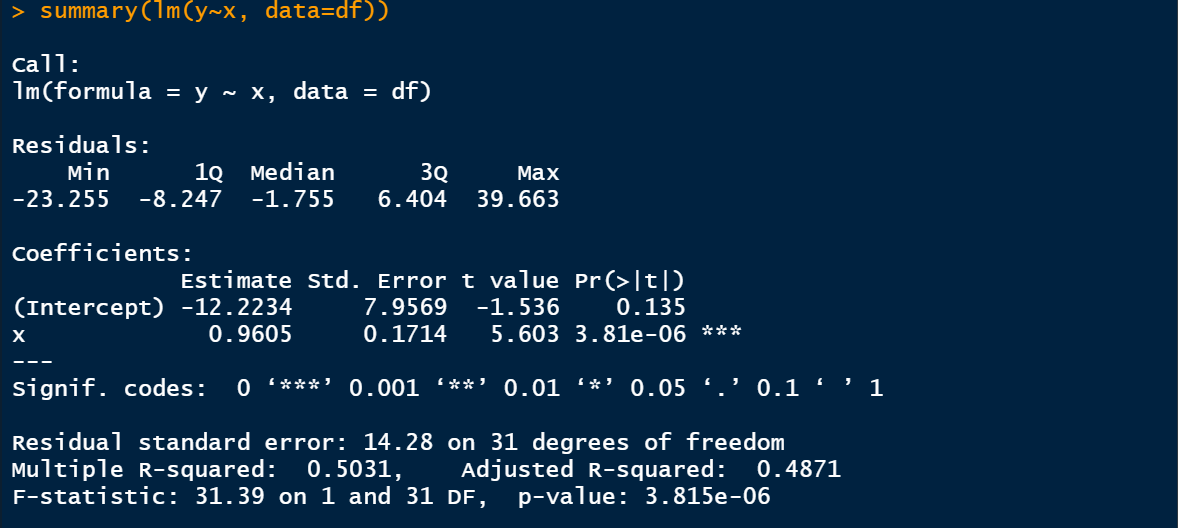 > summary(lm(y~x, data=df))
Call:
lm(formula = y ~ x, data = df)
Residuals:
    Min      1Q  Median      3Q     Max
-23.255  -8.247  -1.755   6.404  39.663
Coefficients:
            Estimate Std. Error t value Pr(>|t|)
(Intercept) -12.2234     7.9569  -1.536    0.135
x             0.9605     0.1714   5.603 3.81e-06 ***
---
Signif. codes:  0 ‘***’ 0.001 ‘**’ 0.01 ‘*’ 0.05 ‘.’ 0.1 ‘ ’ 1
Residual standard error: 14.28 on 31 degrees of freedom
Multiple R-squared:  0.5031,    Adjusted R-squared:  0.4871
F-statistic: 31.39 on 1 and 31 DF,  p-value: 3.815e-06